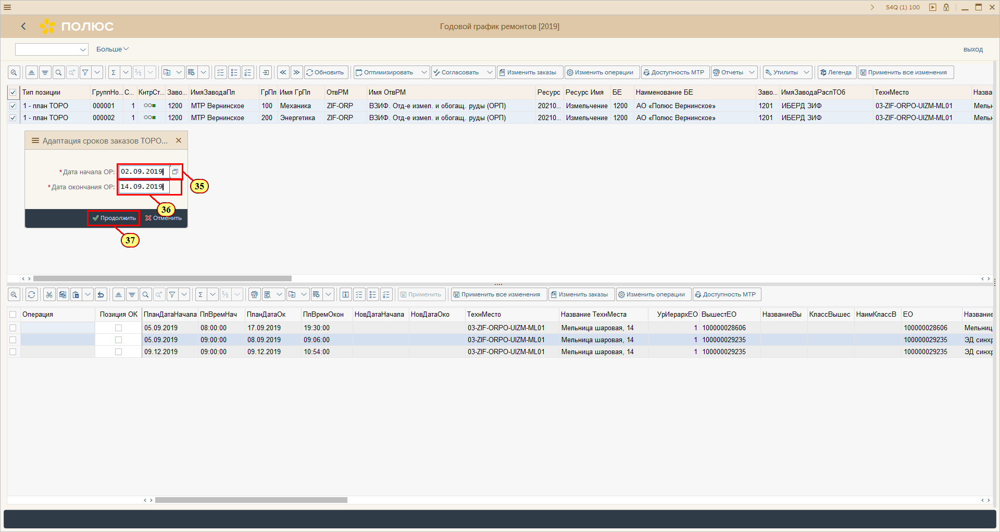 S4Q (1) 100
ПОЛЮС
Годовой график ремонтов [2019]
Больше
выход
Обновить Оптимизировать Согласовать Изменить заказы Изменить операции Доступность МТР Отчеты Утилиты Легенда Применить все изменения
Тип позиции ГруппНо... С... КнтрСт... Заво... ИмяЗаводаПл ГрПл Имя ГрПл ОтвРМ Имя ОтвРМ Ресурс Ресурс Имя БЕ Наименование БЕ Заво... ИмяЗаводаРаспТОб ТехнМесто Назва
1 - план ТОРО 000001 1 1200 МТР Вернинское 100 Механика ZIF-ORP ВЗИФ. Отд-е измел. и обогащ. руды (ОРП) 20210... Измельчение 1200 АО «Полюс Вернинское» 1201 ИБЕРД ЗИФ 03-ZIF-ORPO-UIZM-ML01 Мельн
1 - план ТОРО 000002 1 1200 МТР Вернинское 200 Энергетика ZIF-ORP ВЗИФ. Отд-е измел. и обогащ. руды (ОРП) 20210... Измельчение 1200 АО «Полюс Вернинское» 1201 ИБЕРД ЗИФ 03-ZIF-ORPO-UIZM-ML01 Мельн
Адаптация сроков заказов ТОРО...
*Дата начала ОР: 02.09.2019
35
*Дата окончания ОР: 14.09.2019
36
Продолжить Отменить
37
Применить Применить все изменения Изменить заказы Изменить операции Доступность МТР
Операция Позиция ОК ПланДатаНачала ПлВремНач ПланДатаОк ПлВремОкон НовДатаНачала НовДатаОко ТехнМесто Название ТехнМеста УрИерархЕО ВышестЕО НазваниеВы КлассВышес НаимКлассВ ЕО Название
05.09.2019 08:00:00 17.09.2019 19:30:00 03-ZIF-ORPO-UIZM-ML01 Мельница шаровая, 14 1 100000028606 100000028606 Мельниц
05.09.2019 09:00:00 08.09.2019 09:06:00 03-ZIF-ORPO-UIZM-ML01 Мельница шаровая, 14 1 100000029235 100000029235 ЭД синхр
09.12.2019 09:00:00 09.12.2019 10:54:00 03-ZIF-ORPO-UIZM-ML01 Мельница шаровая, 14 1 100000029235 100000029235 ЭД синхр